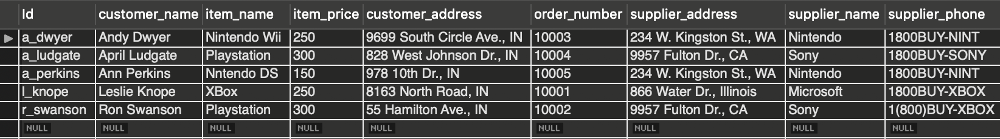 Id customer_name item_name item_price customer_address order_number supplier_address supplier_name supplier_phone
a_dwyer Andy Dwyer Nintendo Wii 250 9699 South Circle Ave., IN 10003 234 W. Kingston St., WA Nintendo 1800BUY-NINT
a_ludgate April Ludgate Playstation 300 828 West Johnson Dr., IN 10004 9957 Fulton Dr., CA Sony 1800BUY-SONY
a_perkins Ann Perkins Nntendo DS 150 978 10th Dr., IN 10005 234 W. Kingston St., WA Nintendo 1800BUY-NINT
l_knope Leslie Knope XBox 250 8163 North Road, IN 10001 866 Water Dr., Illinois Microsoft 1800BUY-XBOX
r_swanson Ron Swanson Playstation 300 55 Hamilton Ave., IN 10002 9957 Fulton Dr., CA Sony 1(800)BUY-XBOX
NULL NULL NULL NULL NULL NULL NULL NULL NULL